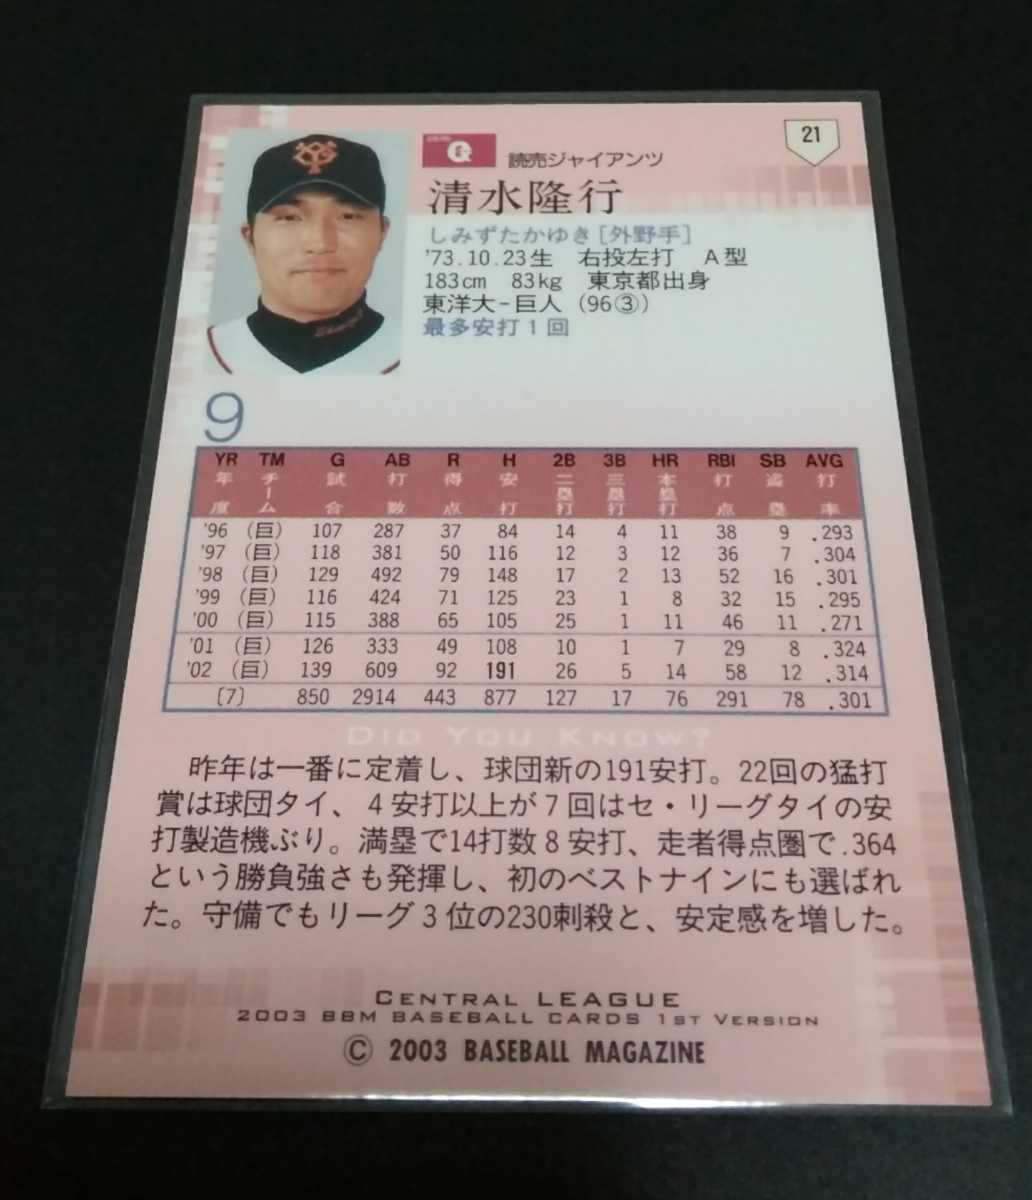 21
YG
G
読売ジャイアンツ
清水隆行
しみずたかゆき[外野手]
'73.10.23生 右投左打 A型
183cm 83kg 東京都出身
東洋大-巨人 (96③)
最多安打1回
9
YR TM G AB R H 2B 3B HR RBI SB AVG
年度 チーム 試合 打数 得点 安打 二塁打 三塁打 本塁打 打点 盗塁 打率
'96 (巨) 107 287 37 84 14 4 11 38 9 .293
'97 (巨) 118 381 50 116 12 3 12 36 7 .304
'98 (巨) 129 492 79 148 17 2 13 52 16 .301
'99 (巨) 116 424 71 125 23 1 8 32 15 .295
'00 (巨) 115 388 65 105 25 1 11 46 11 .271
'01 (巨) 126 333 49 108 10 1 7 29 8 .324
'02 (巨) 139 609 92 191 26 5 14 58 12 .314
〔7〕 850 2914 443 877 127 17 76 291 78 .301
DID YOU KNOW?
昨年は一番に定着し、球団新の191安打。22回の猛打
賞は球団タイ、4安打以上が7回はセ・リーグタイの安
打製造機ぶり。満塁で14打数8安打、走者得点圏で.364
という勝負強さも発揮し、初のベストナインにも選ばれ
た。守備でもリーグ3位の230刺殺と、安定感を増した。
CENTRAL LEAGUE
2003 BBM BASEBALL CARDS 1ST VERSION
© 2003 BASEBALL MAGAZINE